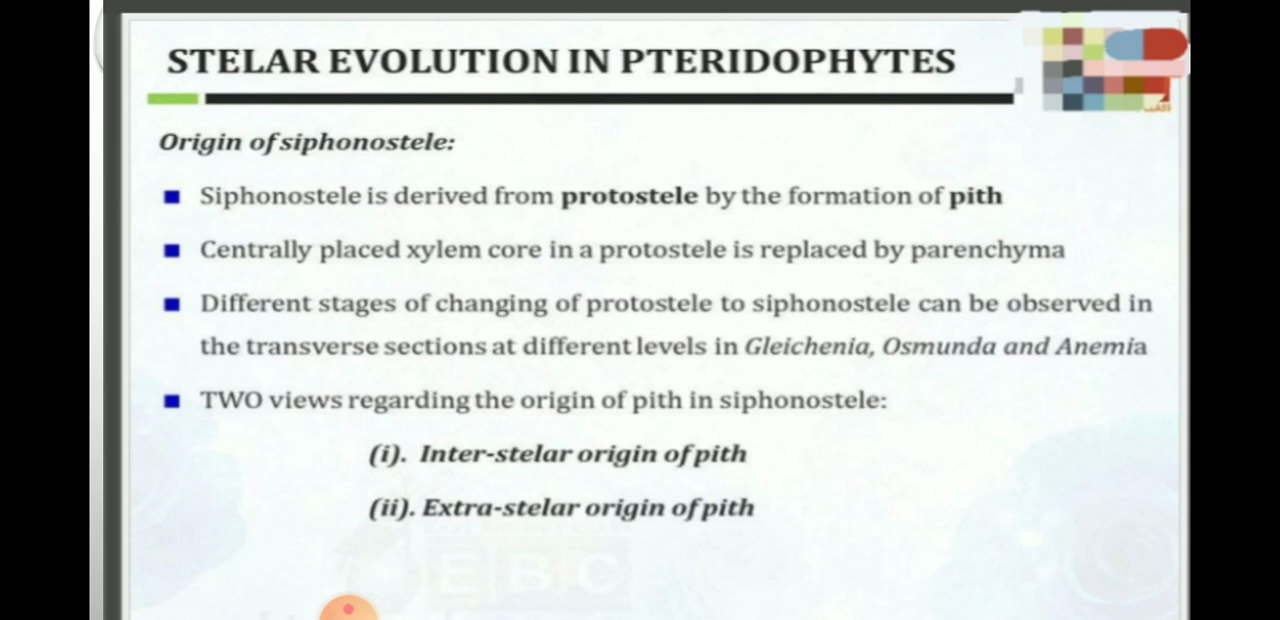 STELAR EVOLUTION IN PTERIDOPHYTES
Origin of siphonostele:
Siphonostele is derived from protostele by the formation of pith
Centrally placed xylem core in a protostele is replaced by parenchyma
Different stages of changing of protostele to siphonostele can be observed in
the transverse sections at different levels in Gleichenia, Osmunda and Anemia
TWO views regarding the origin of pith in siphonostele:
(i). Inter-stelar origin of pith
(ii). Extra-stelar origin of pith
EBC